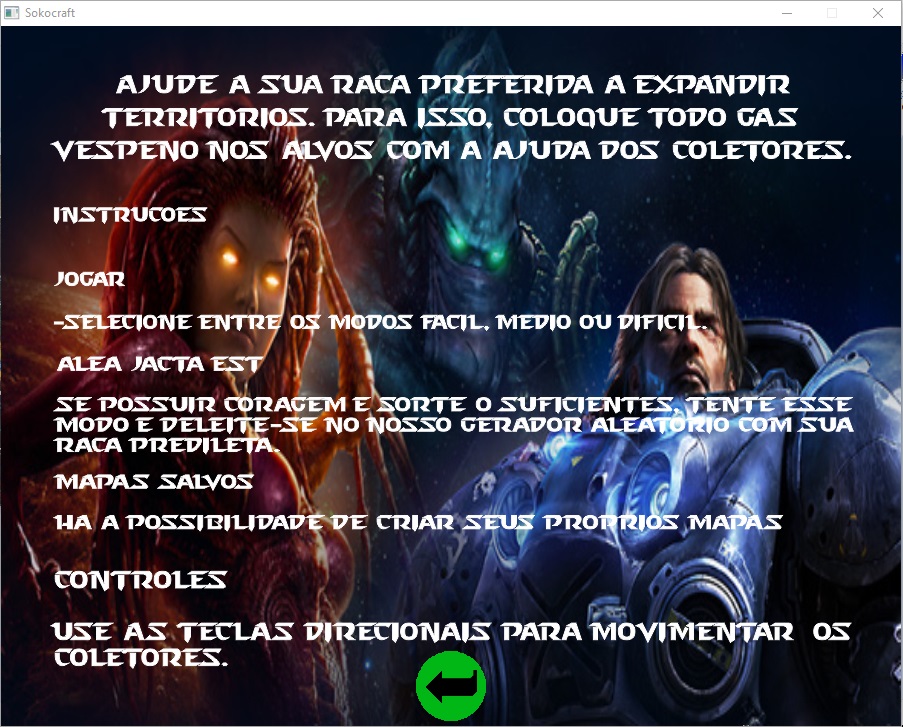 Sokocraft
AJUDE A SUA RACA PREFERIDA A EXPANDIR
TERRITORIOS. PARA ISSO, COLOQUE TODO GAS
VESPENO NOS ALVOS COM A AJUDA DOS COLETORES.
INSTRUCOES
JOGAR
-SELECIONE ENTRE OS MODOS FACIL, MEDIO OU DIFICIL.
ALEA JACTA EST
SE POSSUIR CORAGEM E SORTE O SUFICIENTES, TENTE ESSE
MODO E DELEITE-SE NO NOSSO GERADOR ALEATORIO COM SUA
RACA PREDILETA.
MAPAS SALVOS
HA A POSSIBILIDADE DE CRIAR SEUS PROPRIOS MAPAS
CONTROLES
USE AS TECLAS DIRECIONAIS PARA MOVIMENTAR OS
COLETORES.